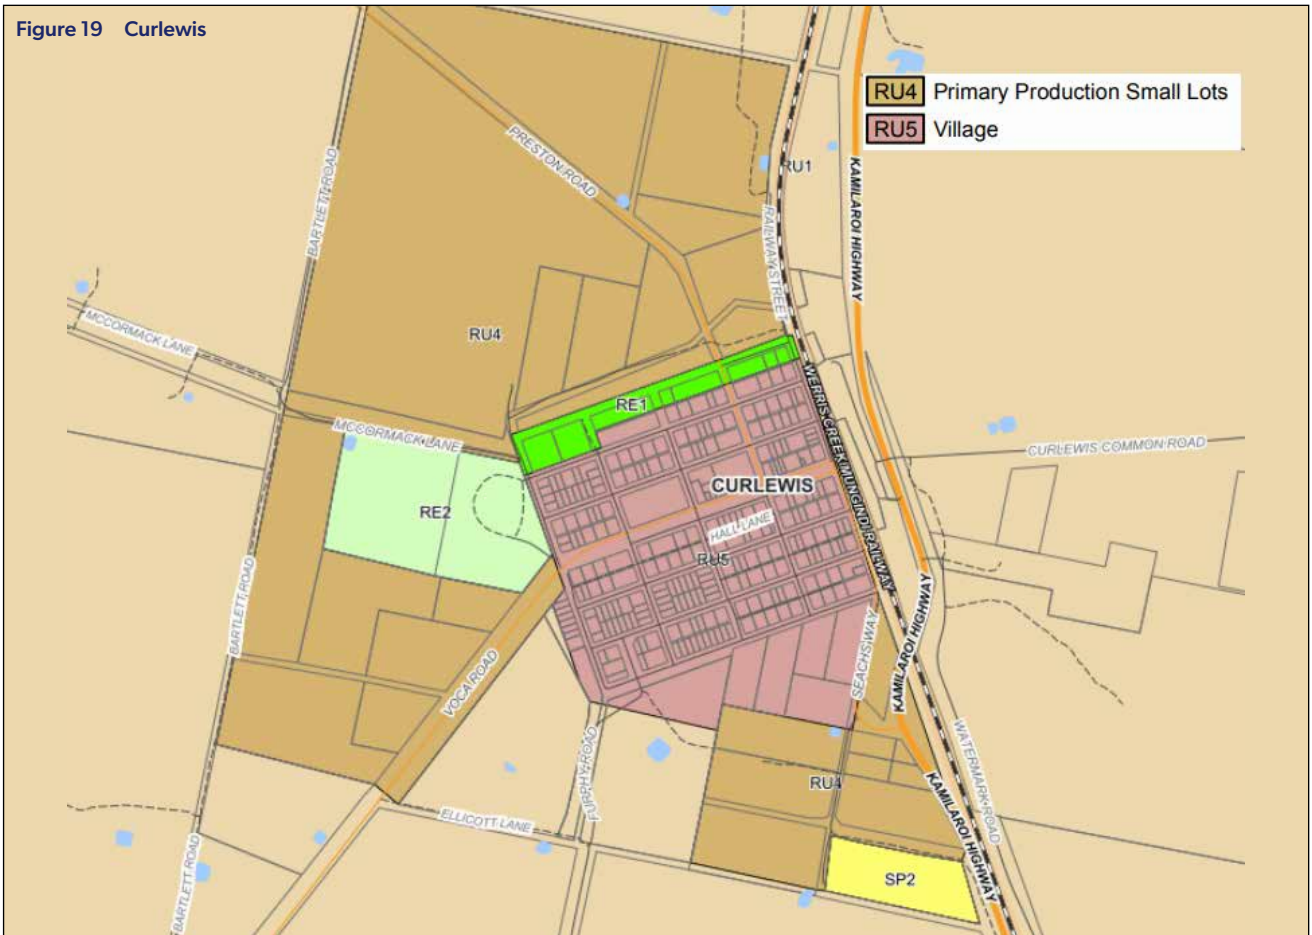 Figure 19 Curlewis
RU4 Primary Production Small Lots
RU5 Village
PRESTON ROAD
RU1
BARTLETT ROAD
KAMILAROI HIGHWAY
RAILWAY STREET
MCCORMACK LANE
RU4
RE1
MCCORMACK LANE
WERRIS CREEK MUNGINDI RAILWAY
CURLEWIS COMMON ROAD
CURLEWIS
RE2
HALL LANE
RU5
BARTLETT ROAD
KAMILAROI HIGHWAY
SEACHS WAY
VOCA ROAD
WATERMARK ROAD
FURPHY ROAD
RU4
KAMILAROI HIGHWAY
ELLICOTT LANE
BARTLETT ROAD
SP2